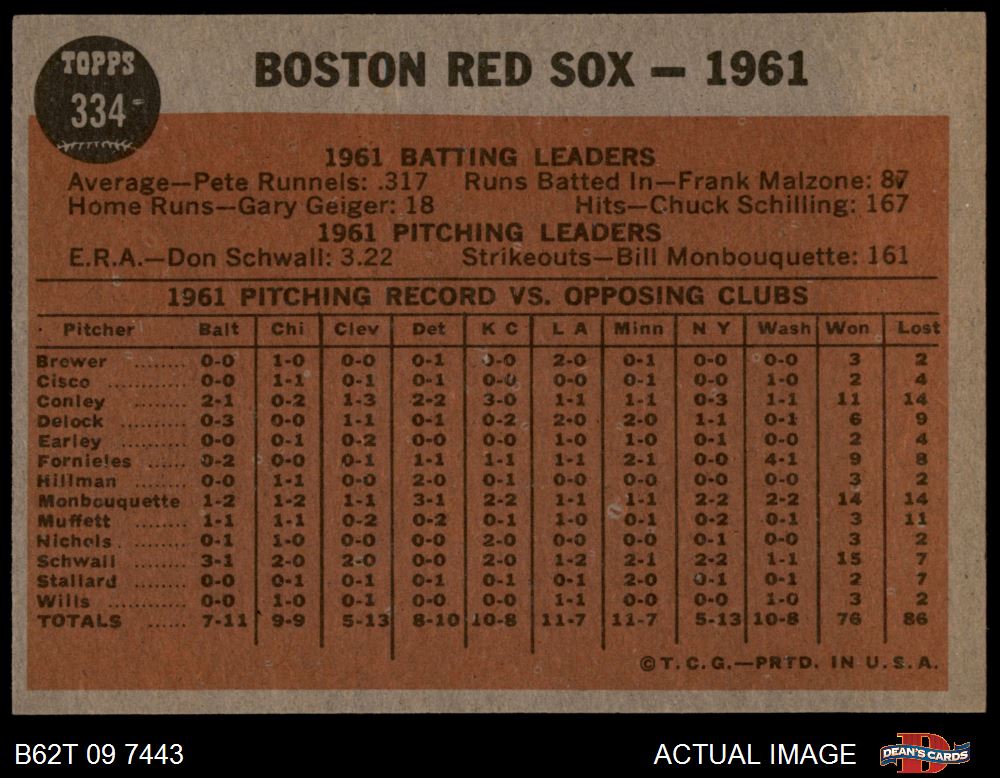 TOPPS
334
BOSTON RED SOX — 1961
1961 BATTING LEADERS
Average—Pete Runnels: .317 Runs Batted In—Frank Malzone: 87
Home Runs—Gary Geiger: 18 Hits—Chuck Schilling: 167
1961 PITCHING LEADERS
E.R.A.—Don Schwall: 3.22 Strikeouts—Bill Monbouquette: 161
1961 PITCHING RECORD VS. OPPOSING CLUBS
Pitcher Balt Chi Clev Det K C L A Minn N Y Wash Won Lost
Brewer ........ 0-0 1-0 0-0 0-1 0-0 2-0 0-1 0-0 0-0 3 2
Cisco ............ 0-0 1-1 0-1 0-1 0-0 0-0 0-1 0-0 1-0 2 4
Conley ........ 2-1 0-2 1-3 2-2 3-0 1-1 1-1 0-3 1-1 11 14
Delock ........ 0-3 0-0 1-1 0-1 0-2 2-0 2-0 1-1 0-1 6 9
Earley ........ 0-0 0-1 0-2 0-0 0-0 1-0 1-0 0-1 0-0 2 4
Fornieles ...... 0-2 0-0 0-1 1-1 1-1 1-1 2-1 0-0 4-1 9 8
Hillman ........ 0-0 1-1 0-0 2-0 0-1 0-0 0-0 0-0 0-0 3 2
Monbouquette 1-2 1-2 1-1 3-1 2-2 1-1 1-1 2-2 2-2 14 14
Muffett ........ 1-1 1-1 0-2 0-2 0-1 1-0 0-1 0-2 0-1 3 11
Nichols ........ 0-1 1-0 0-0 0-0 2-0 0-0 0-0 0-1 0-0 3 2
Schwall ........ 3-1 2-0 2-0 0-0 2-0 1-2 2-1 2-2 1-1 15 7
Stallard ........ 0-0 0-1 0-1 0-1 0-1 0-1 2-0 0-1 0-1 2 7
Wills ............ 0-0 1-0 0-1 0-0 0-0 1-1 0-0 0-0 1-0 3 2
TOTALS ...... 7-11 9-9 5-13 8-10 10-8 11-7 11-7 5-13 10-8 76 86
©T.C.G.—PRTD. IN U.S.A.
B62T 09 7443 ACTUAL IMAGE DEAN'S CARDS